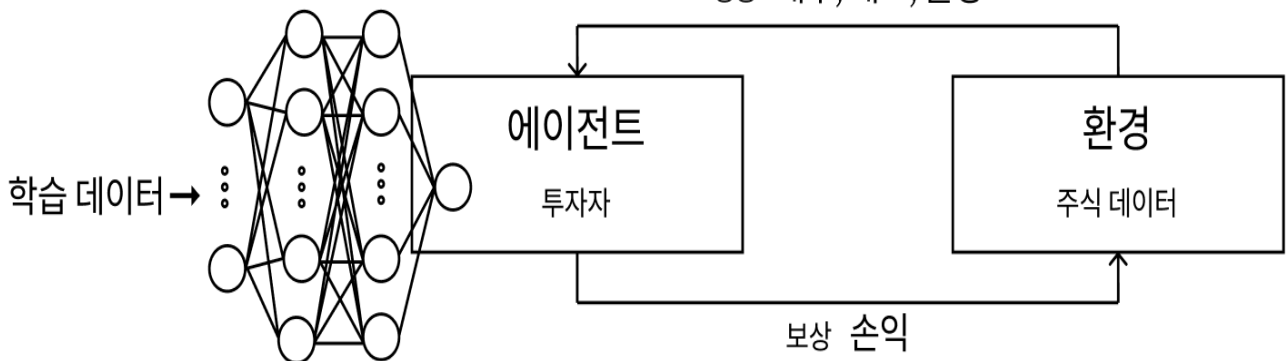 에이전트
환경
학습 데이터→
투자자
주식 데이터
보상 손익